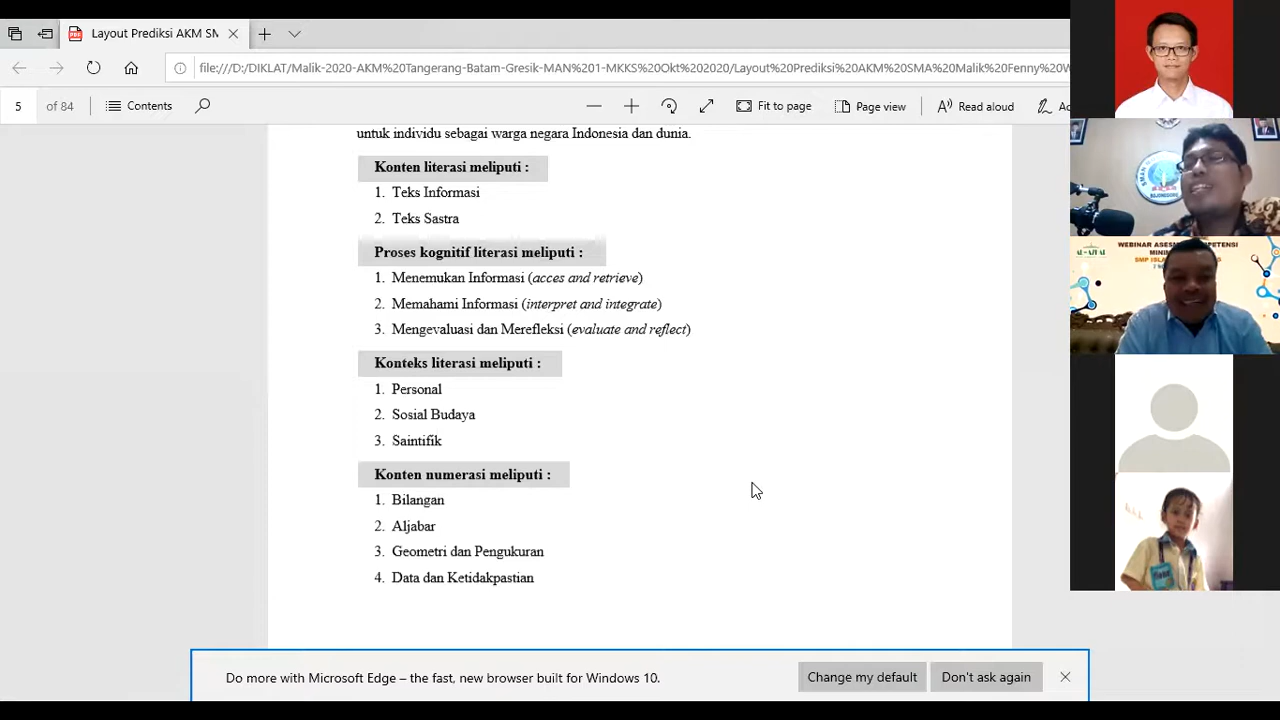 Layout Prediksi AKM SM
file:///D:/DIKLAT/Malik-2020-AKM%20Tangerang-Batam-Gresik-MAN%201-MKKS%20Okt%202020/Layout%20Prediksi%20AKM%20SMA%20Malik%20Fenny%20W
5 of 84
Contents
Fit to page
Page view
Read aloud
untuk individu sebagai warga negara Indonesia dan dunia.
Konten literasi meliputi :
1. Teks Informasi
2. Teks Sastra
Proses kognitif literasi meliputi :
1. Menemukan Informasi (acces and retrieve)
2. Memahami Informasi (interpret and integrate)
3. Mengevaluasi dan Merefleksi (evaluate and reflect)
Konteks literasi meliputi :
1. Personal
2. Sosial Budaya
3. Saintifik
Konten numerasi meliputi :
1. Bilangan
2. Aljabar
3. Geometri dan Pengukuran
4. Data dan Ketidakpastian
Do more with Microsoft Edge – the fast, new browser built for Windows 10.
Change my default
Don't ask again
BOJONEGORO
WEBINAR ASESMEN KOMPETENSI
SMP